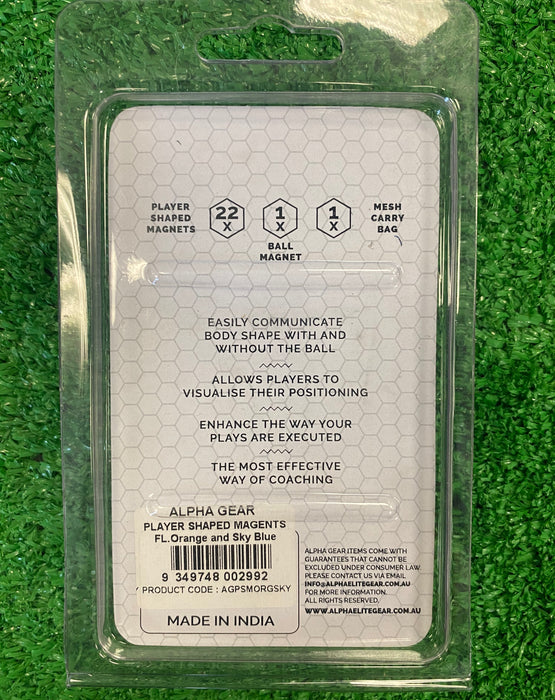 PLAYER
SHAPED
MAGNETS
22
X
1
X
BALL
MAGNET
1
X
MESH
CARRY
BAG
EASILY COMMUNICATE
BODY SHAPE WITH AND
WITHOUT THE BALL
ALLOWS PLAYERS TO
VISUALISE THEIR POSITIONING
ENHANCE THE WAY YOUR
PLAYS ARE EXECUTED
THE MOST EFFECTIVE
WAY OF COACHING
ALPHA GEAR
PLAYER SHAPED MAGENTS
FL.Orange and Sky Blue
9 349748 002992
PRODUCT CODE : AGPSMORGSKY
MADE IN INDIA
ALPHA GEAR ITEMS COME WITH
GUARANTEES THAT CANNOT BE
EXCLUDED UNDER CONSUMER LAW.
PLEASE CONTACT US VIA EMAIL
INFO@ALPHAELITEGEAR.COM.AU
FOR MORE INFORMATION.
ALL RIGHTS RESERVED.
WWW.ALPHAELITEGEAR.COM.AU